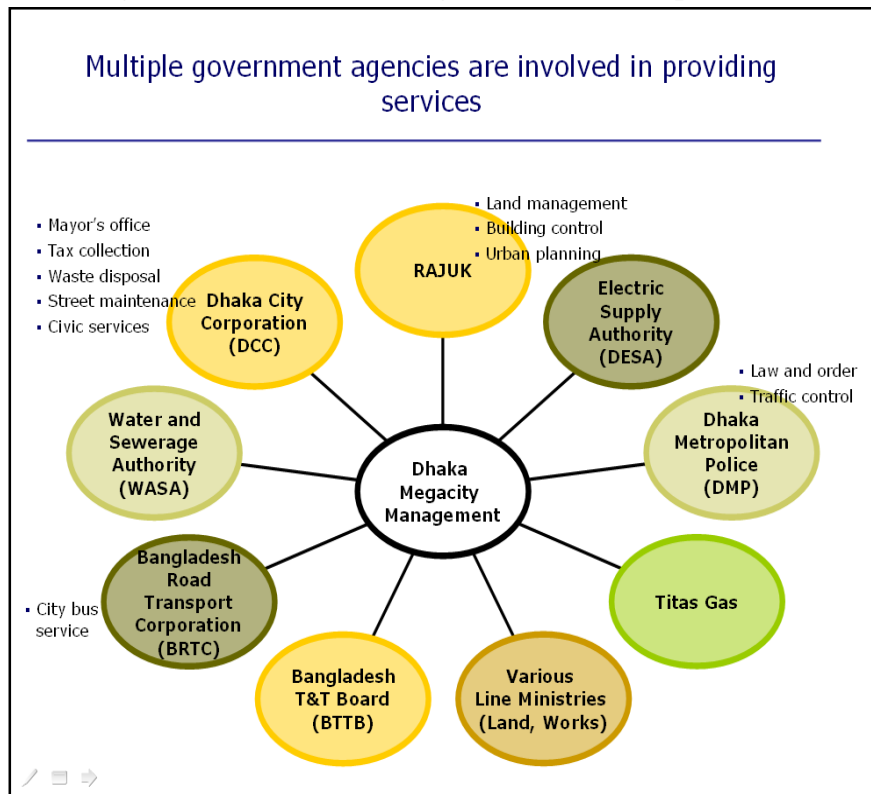 Multiple government agencies are involved in providing
services
▪ Mayor's office
▪ Tax collection
▪ Waste disposal
▪ Street maintenance
▪ Civic services
Dhaka City
Corporation
(DCC)
▪ Land management
▪ Building control
▪ Urban planning
RAJUK
Electric
Supply
Authority
(DESA)
▪ Law and order
▪ Traffic control
Dhaka
Metropolitan
Police
(DMP)
Water and
Sewerage
Authority
(WASA)
Dhaka
Megacity
Management
▪ City bus
service
Bangladesh
Road
Transport
Corporation
(BRTC)
Titas Gas
Bangladesh
T&T Board
(BTTB)
Various
Line Ministries
(Land, Works)